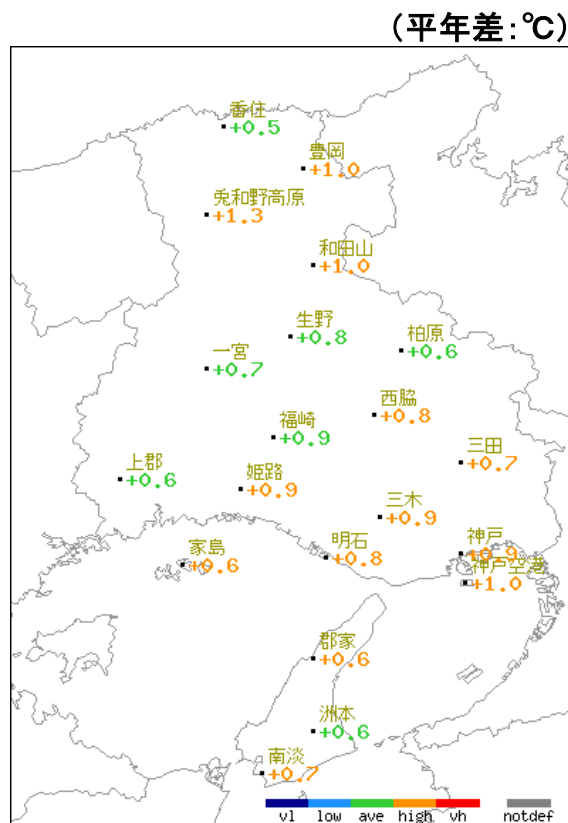 (平年差:℃)
香住
+0.5
豊岡
+1.0
兎和野高原
+1.3
和田山
+1.0
生野
+0.8
柏原
+0.6
一宮
+0.7
西脇
+0.8
福崎
+0.9
三田
+0.7
上郡
+0.6
姫路
+0.9
三木
+0.9
神戸
+0.9
明石
+0.8
家島
+0.6
神戸空港
+1.0
郡家
+0.6
洲本
+0.6
南淡
+0.7
vl low ave high vh notdef